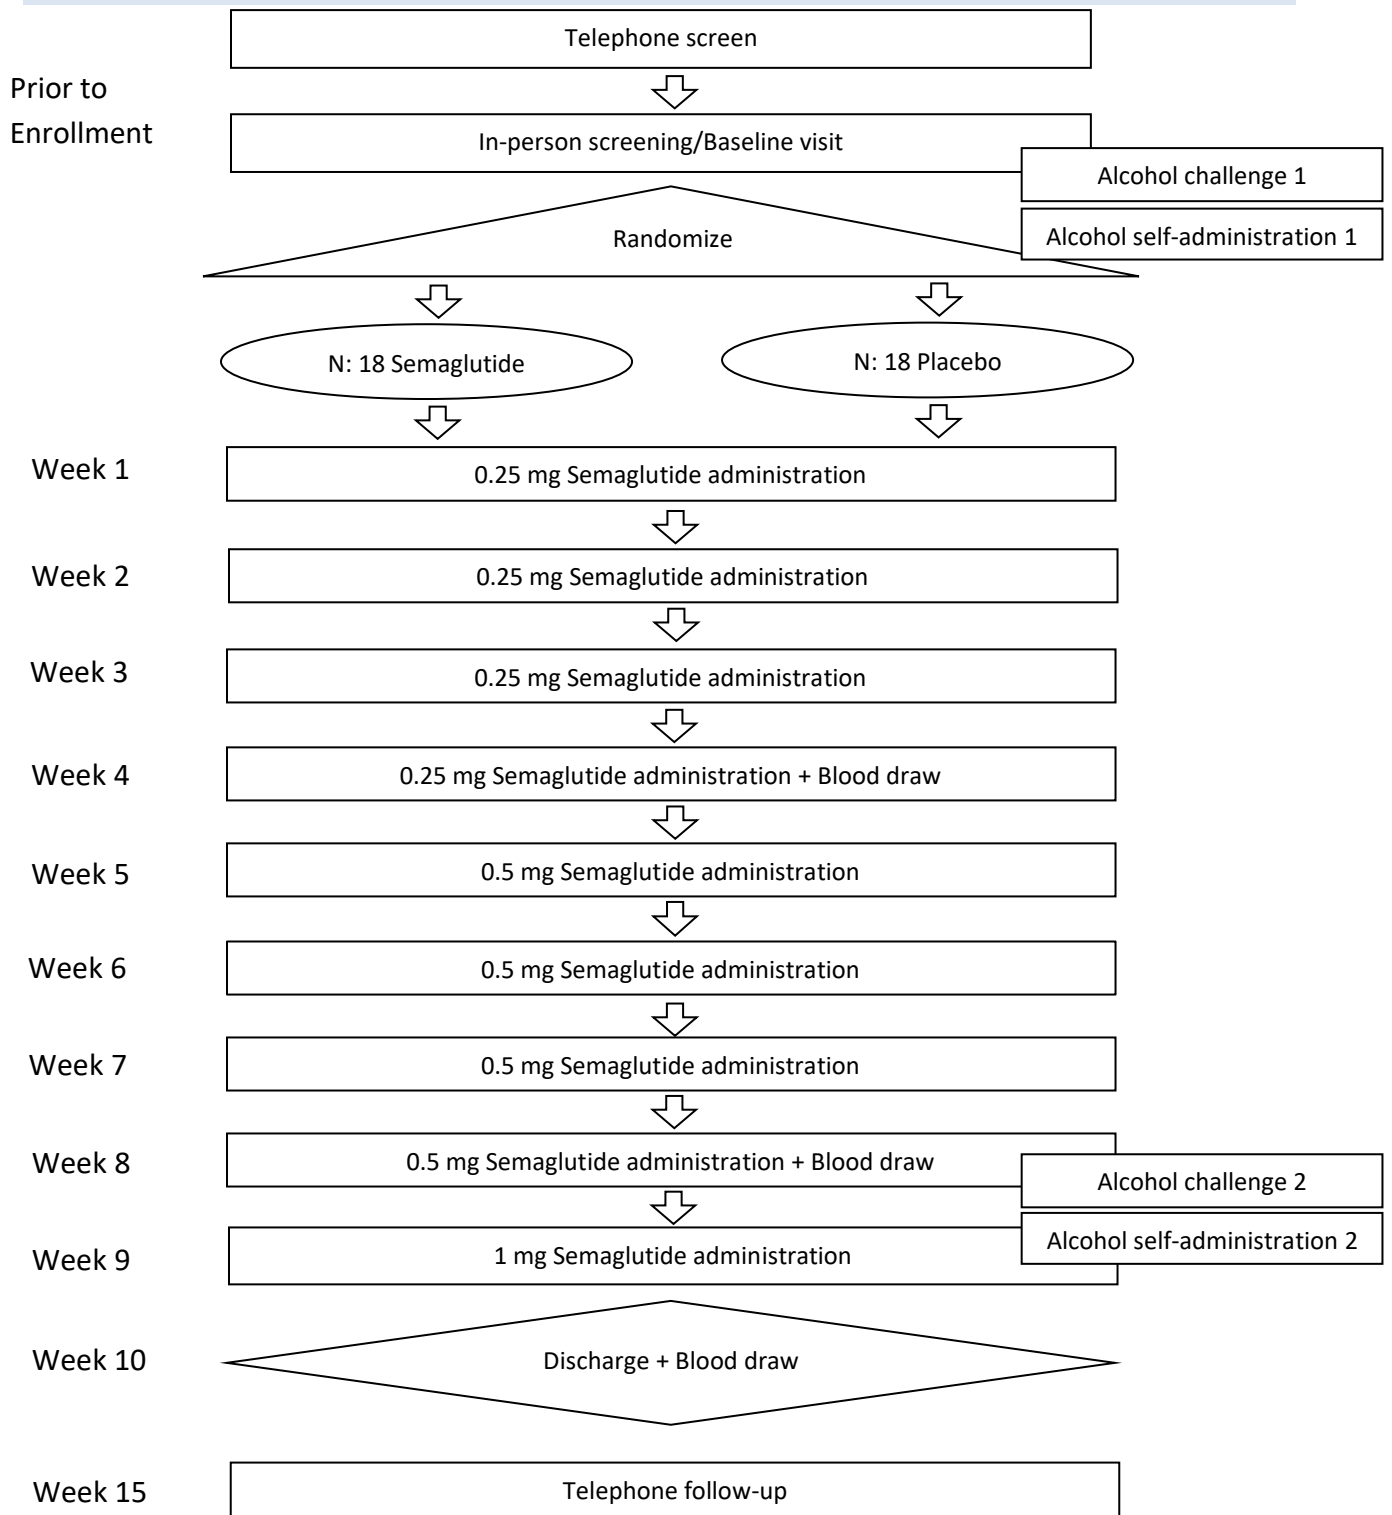 Telephone screen
Prior to
Enrollment
In-person screening/Baseline visit
Alcohol challenge 1
Alcohol self-administration 1
Randomize
N: 18 Semaglutide
N: 18 Placebo
Week 1
0.25 mg Semaglutide administration
Week 2
0.25 mg Semaglutide administration
Week 3
0.25 mg Semaglutide administration
Week 4
0.25 mg Semaglutide administration + Blood draw
Week 5
0.5 mg Semaglutide administration
Week 6
0.5 mg Semaglutide administration
Week 7
0.5 mg Semaglutide administration
Week 8
0.5 mg Semaglutide administration + Blood draw
Alcohol challenge 2
Alcohol self-administration 2
Week 9
1 mg Semaglutide administration
Week 10
Discharge + Blood draw
Week 15
Telephone follow-up